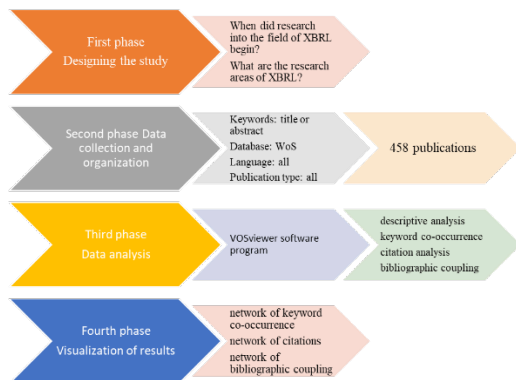 First phase
Designing the study
When did research
into the field of XBRL
begin?
What are the research
areas of XBRL?
Second phase Data
collection and
organization
Keywords: title or
abstract
Database: WoS
Language: all
Publication type: all
458 publications
Third phase
Data analysis
VOSviewer software
program
descriptive analysis
keyword co-occurrence
citation analysis
bibliographic coupling
Fourth phase
Visualization of results
network of keyword
co-occurrence
network of citations
network of
bibliographic coupling